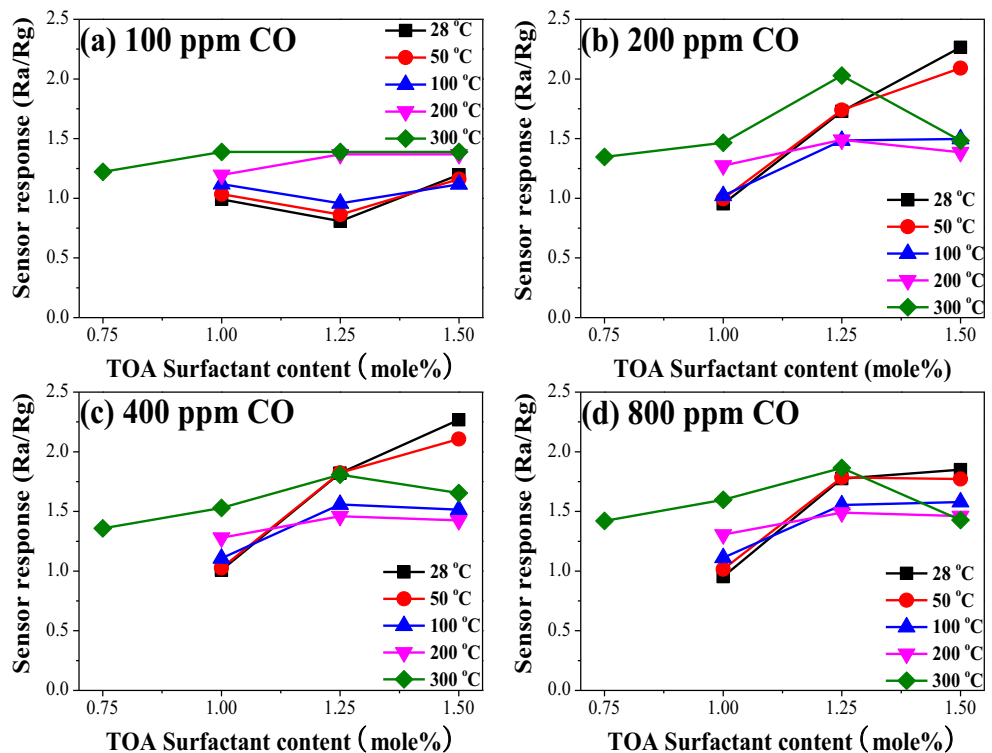 (a) 100 ppm CO
28 °C
50 °C
100 °C
200 °C
300 °C
Sensor response (Ra/Rg)
2.5
2.0
1.5
1.0
0.5
0.0
0.75 1.00 1.25 1.50
TOA Surfactant content (mole%)
(b) 200 ppm CO
28 °C
50 °C
100 °C
200 °C
300 °C
Sensor response (Ra/Rg)
2.5
2.0
1.5
1.0
0.5
0.0
0.75 1.00 1.25 1.50
TOA Surfactant content (mole%)
(c) 400 ppm CO
28 °C
50 °C
100 °C
200 °C
300 °C
Sensor response (Ra/Rg)
2.5
2.0
1.5
1.0
0.5
0.0
0.75 1.00 1.25 1.50
TOA Surfactant content (mole%)
(d) 800 ppm CO
28 °C
50 °C
100 °C
200 °C
300 °C
Sensor response (Ra/Rg)
2.5
2.0
1.5
1.0
0.5
0.0
0.75 1.00 1.25 1.50
TOA Surfactant content (mole%)